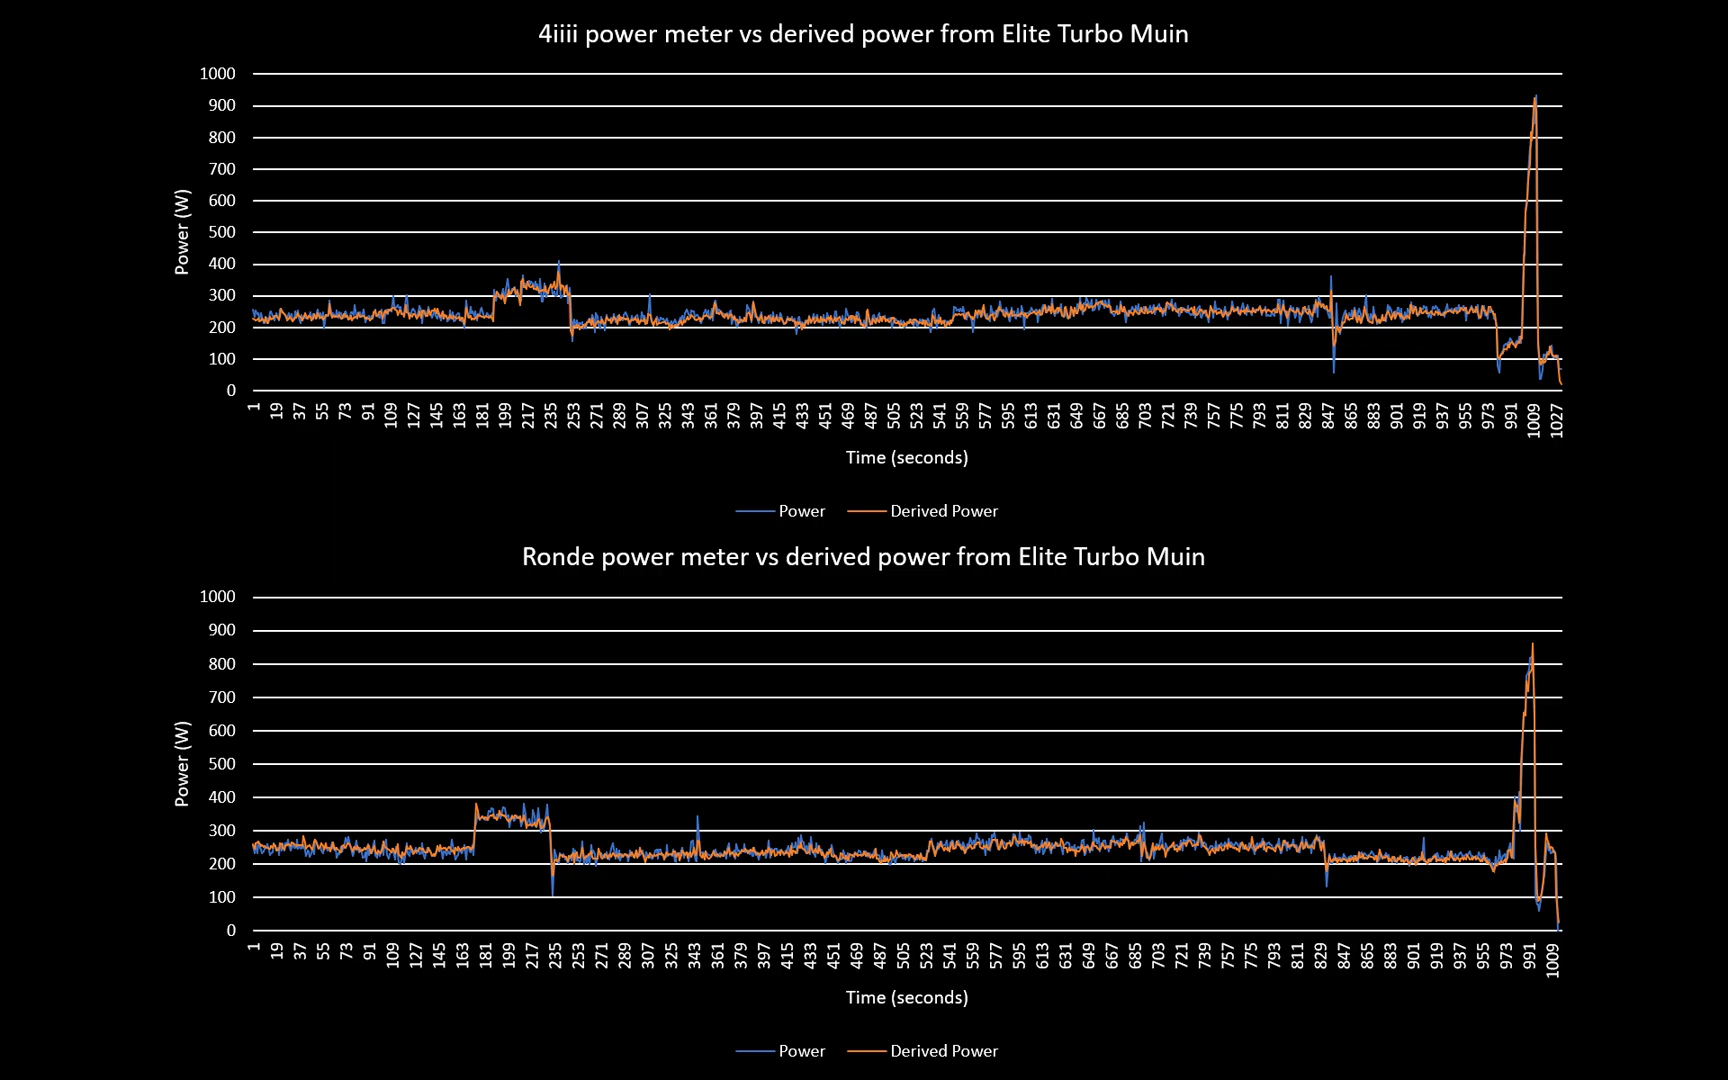 4iiii power meter vs derived power from Elite Turbo Muin
1000
900
800
700
600
500
400
300
200
100
0
Power (W)
1 19 37 55 73 91 109 127 145 163 181 199 217 235 253 271 289 307 325 343 361 379 397 415 433 451 469 487 505 523 541 559 577 595 613 631 649 667 685 703 721 739 757 775 793 811 829 847 865 883 901 919 937 955 973 991 1009 1027
Time (seconds)
Power Derived Power
Ronde power meter vs derived power from Elite Turbo Muin
1000
900
800
700
600
500
400
300
200
100
0
Power (W)
1 19 37 55 73 91 109 127 145 163 181 199 217 235 253 271 289 307 325 343 361 379 397 415 433 451 469 487 505 523 541 559 577 595 613 631 649 667 685 703 721 739 757 775 793 811 829 847 865 883 901 919 937 955 973 991 1009
Time (seconds)
Power Derived Power